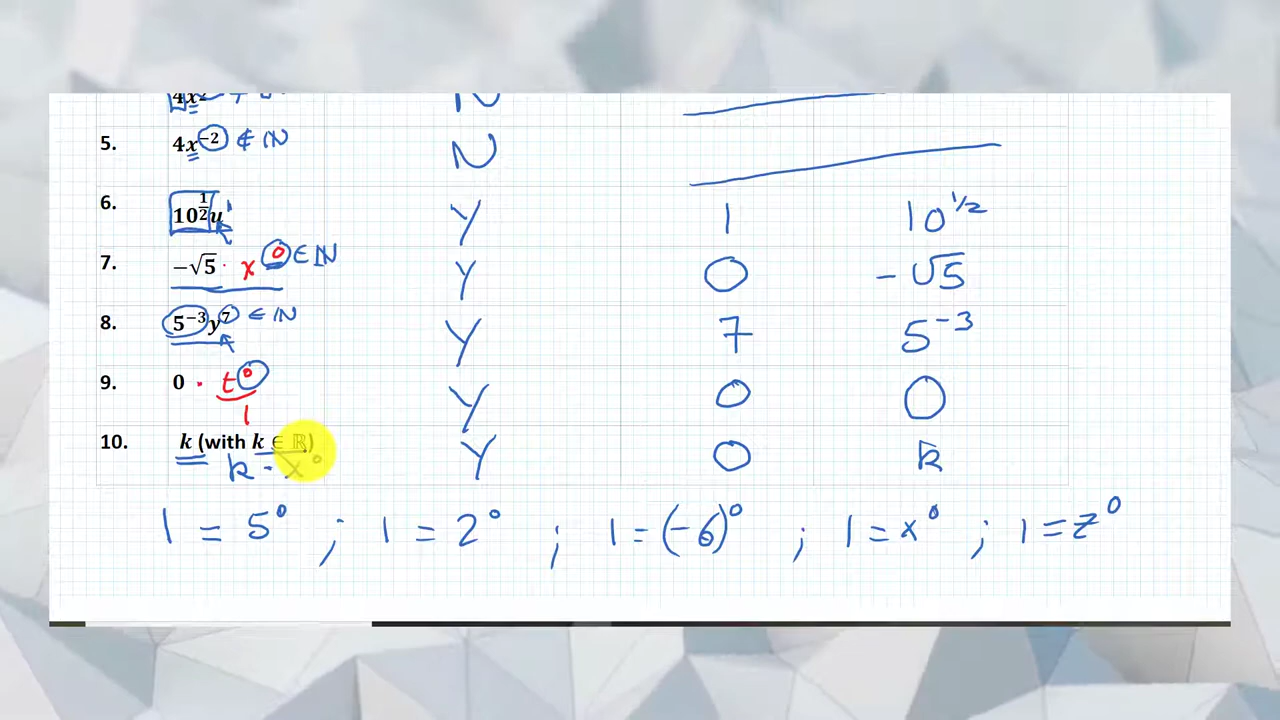 5. 4x⁻² ∉ ℕ N
6. 10^(1/2) u¹ Y 1 10^(1/2)
7. −√5 · x⁰ ∈ ℕ Y 0 −√5
8. 5⁻³y⁷ ∈ ℕ Y 7 5⁻³
9. 0 · t⁰ Y 0 0
1
10. k (with k ∈ ℝ) Y 0 k
k · x⁰
1 = 5⁰ ; 1 = 2⁰ ; 1 = (−6)⁰ ; 1 = x⁰ ; 1 = z⁰